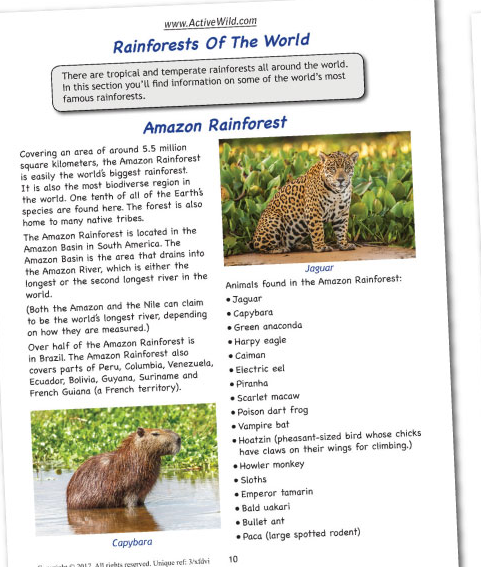 www.ActiveWild.com
Rainforests Of The World
There are tropical and temperate rainforests all around the world.
In this section you'll find information on some of the world's most
famous rainforests.
Amazon Rainforest
Covering an area of around 5.5 million
square kilometers, the Amazon Rainforest
is easily the world's biggest rainforest.
It is also the most biodiverse region in
the world. One tenth of all of the Earth's
species are found here. The forest is also
home to many native tribes.
The Amazon Rainforest is located in the
Amazon Basin in South America. The
Amazon Basin is the area that drains into
the Amazon River, which is either the
longest or the second longest river in the
world.
(Both the Amazon and the Nile can claim
to be the world's longest river, depending
on how they are measured.)
Over half of the Amazon Rainforest is
in Brazil. The Amazon Rainforest also
covers parts of Peru, Columbia, Venezuela,
Ecuador, Bolivia, Guyana, Suriname and
French Guiana (a French territory).
Capybara
Jaguar
Animals found in the Amazon Rainforest:
• Jaguar
• Capybara
• Green anaconda
• Harpy eagle
• Caiman
• Electric eel
• Piranha
• Scarlet macaw
• Poison dart frog
• Vampire bat
• Hoatzin (pheasant-sized bird whose chicks
have claws on their wings for climbing.)
• Howler monkey
• Sloths
• Emperor tamarin
• Bald uakari
• Bullet ant
• Paca (large spotted rodent)
© 2017. All rights reserved. Unique ref:
10